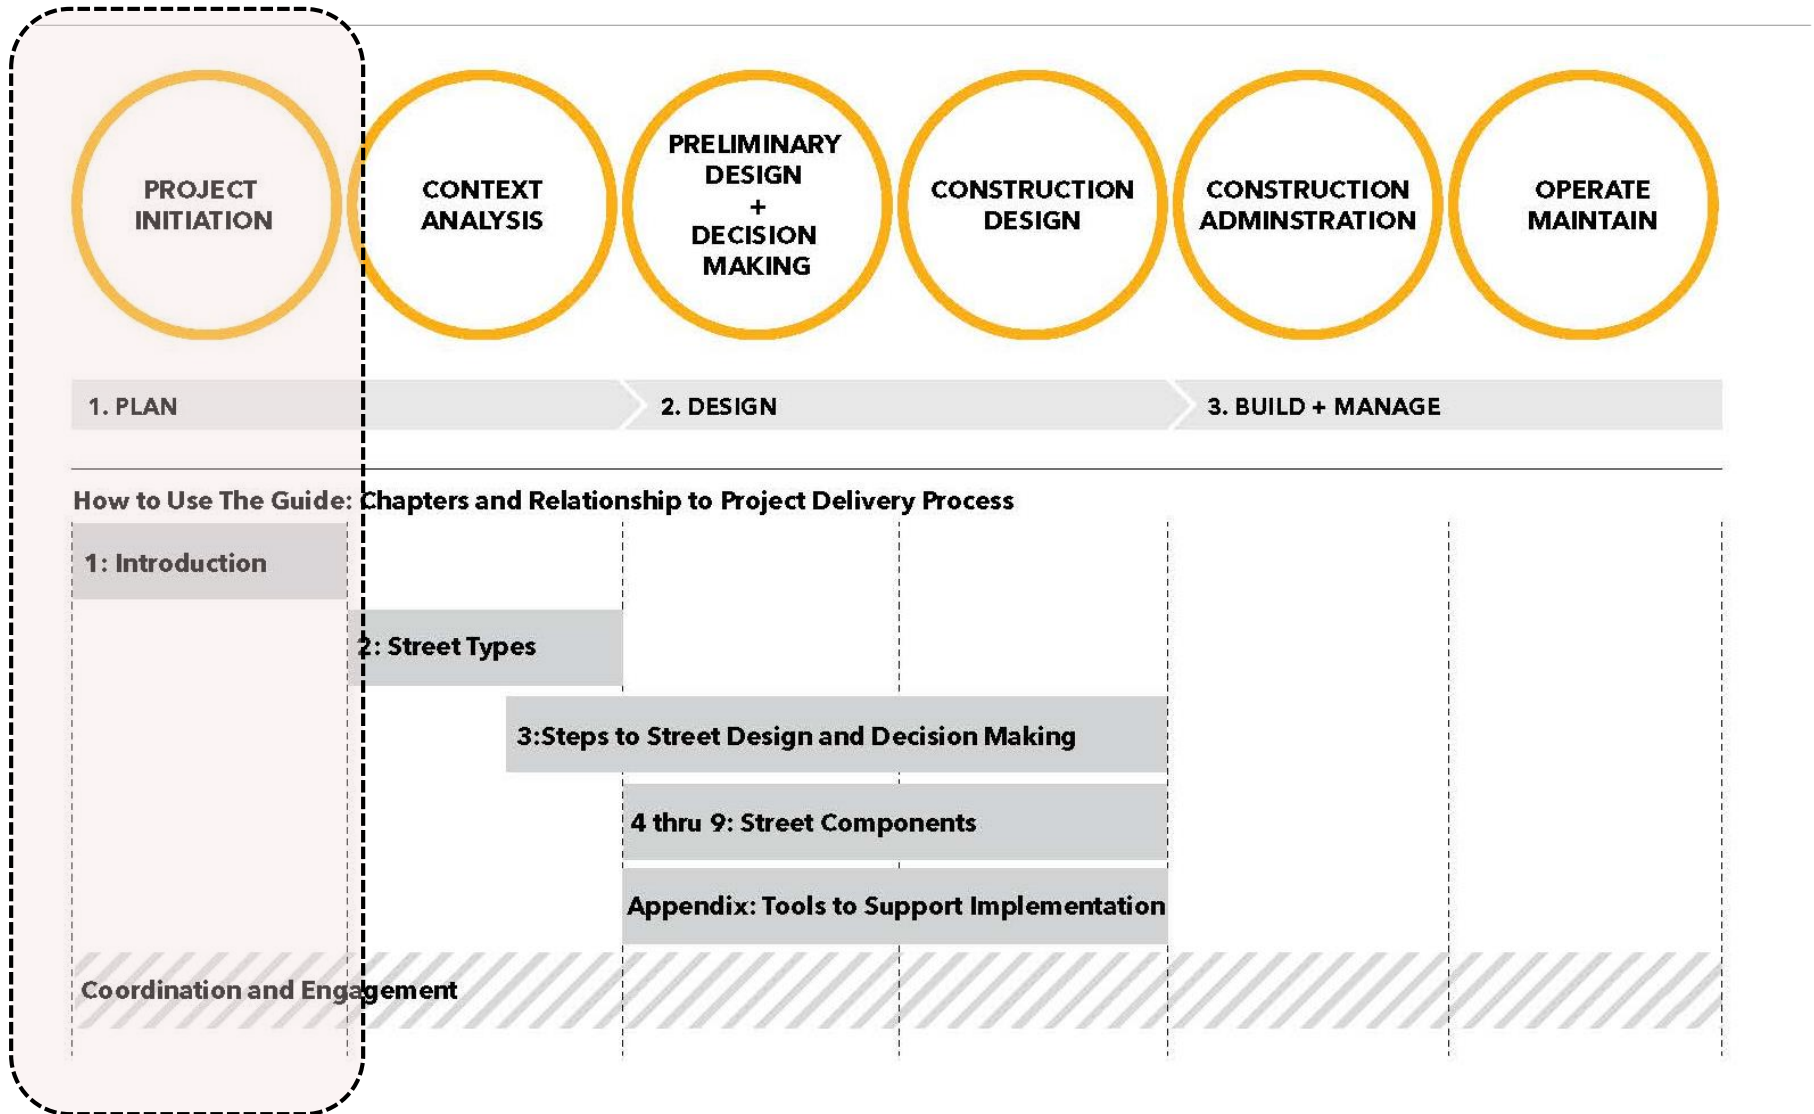 PROJECT
INITIATION
CONTEXT
ANALYSIS
PRELIMINARY
DESIGN
+
DECISION
MAKING
CONSTRUCTION
DESIGN
CONSTRUCTION
ADMINSTRATION
OPERATE
MAINTAIN
1. PLAN
2. DESIGN
3. BUILD + MANAGE
How to Use The Guide: Chapters and Relationship to Project Delivery Process
1: Introduction
2: Street Types
3:Steps to Street Design and Decision Making
4 thru 9: Street Components
Appendix: Tools to Support Implementation
Coordination and Engagement